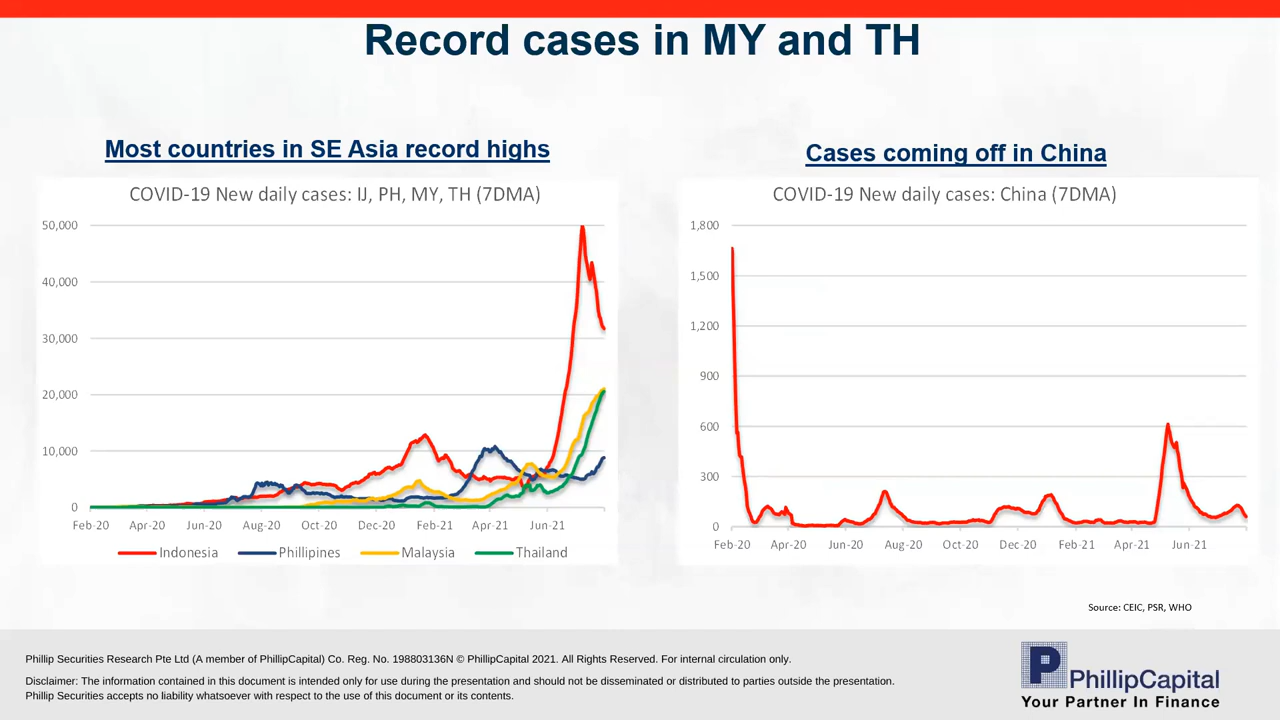 Record cases in MY and TH
Most countries in SE Asia record highs
COVID-19 New daily cases: IJ, PH, MY, TH (7DMA)
50,000
40,000
30,000
20,000
10,000
0
Feb-20 Apr-20 Jun-20 Aug-20 Oct-20 Dec-20 Feb-21 Apr-21 Jun-21
Indonesia Phillipines Malaysia Thailand
Cases coming off in China
COVID-19 New daily cases: China (7DMA)
1,800
1,500
1,200
900
600
300
0
Feb-20 Apr-20 Jun-20 Aug-20 Oct-20 Dec-20 Feb-21 Apr-21 Jun-21
Source: CEIC, PSR, WHO
Phillip Securities Research Pte Ltd (A member of PhillipCapital) Co. Reg. No. 198803136N © PhillipCapital 2021. All Rights Reserved. For internal circulation only.
Disclaimer: The information contained in this document is intended only for use during the presentation and should not be disseminated or distributed to parties outside the presentation.
Phillip Securities accepts no liability whatsoever with respect to the use of this document or its contents.
P PhillipCapital
Your Partner In Finance